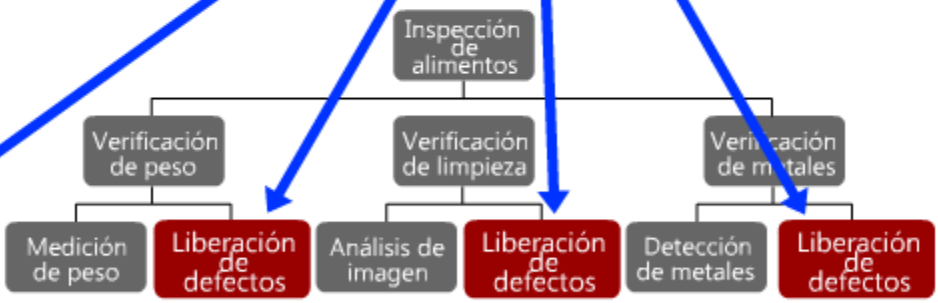 Inspección
de
alimentos
Verificación
de peso
Verificación
de limpieza
Verificación
de metales
Medición
de peso
Liberación
de
defectos
Análisis de
imagen
Liberación
de
defectos
Detección
de metales
Liberación
de
defectos